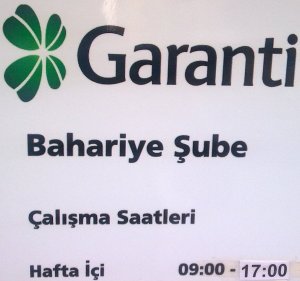 Garanti
Bahariye Şube
Çalışma Saatleri
Hafta İçi 09:00 - 17:00